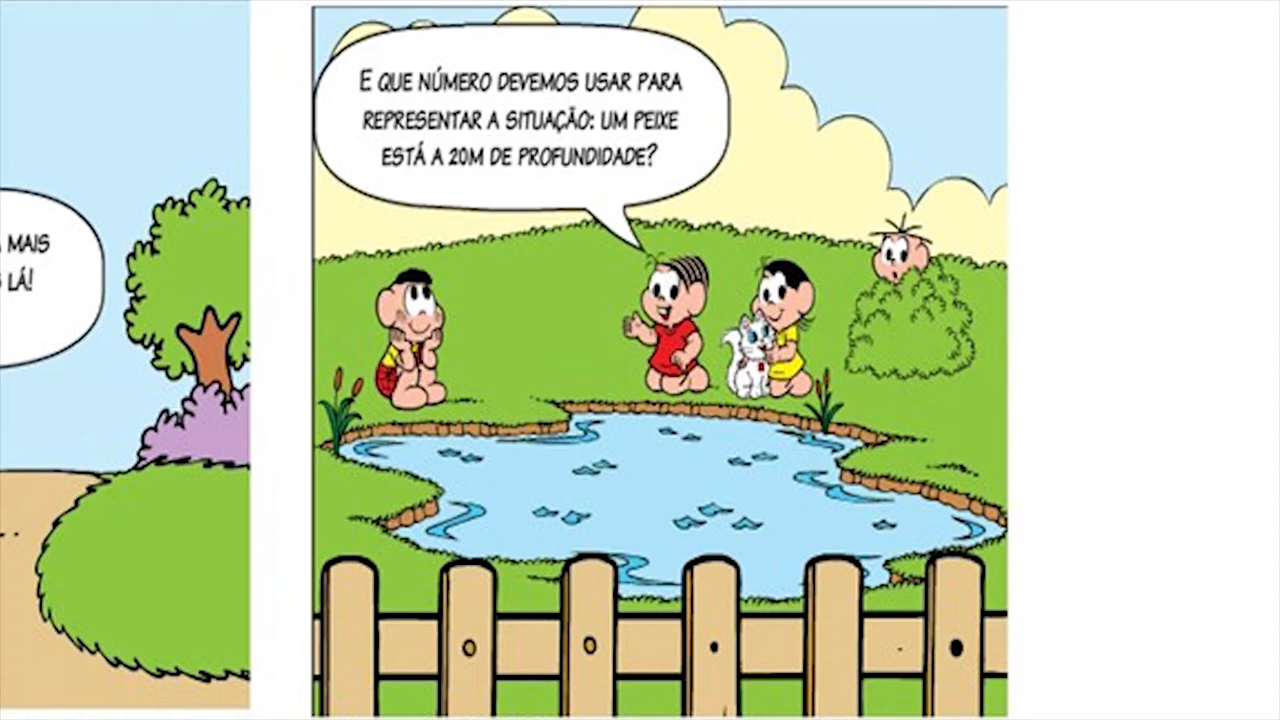 MAIS
LÁ!
E QUE NÚMERO DEVEMOS USAR PARA
REPRESENTAR A SITUAÇÃO: UM PEIXE
ESTÁ A 20M DE PROFUNDIDADE?